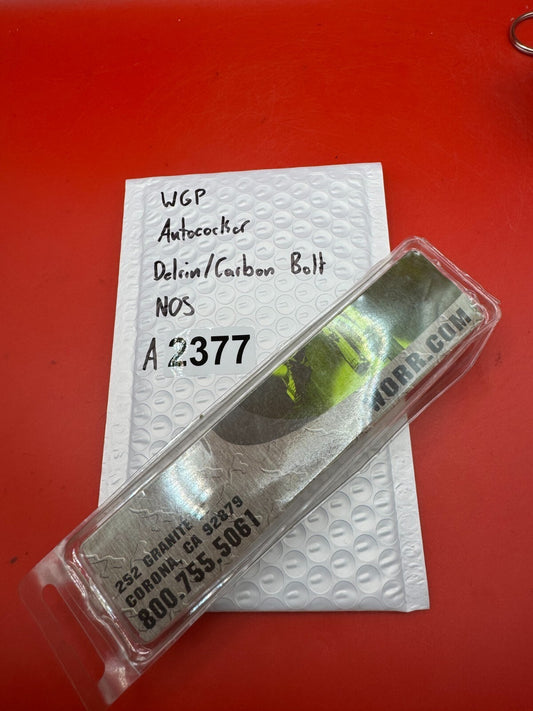 WGP
Autococker
Delrin/Carbon Bolt
NOS
A 2377
WORR.COM
252 GRANITE
CORONA, CA 92879
800.755.5061